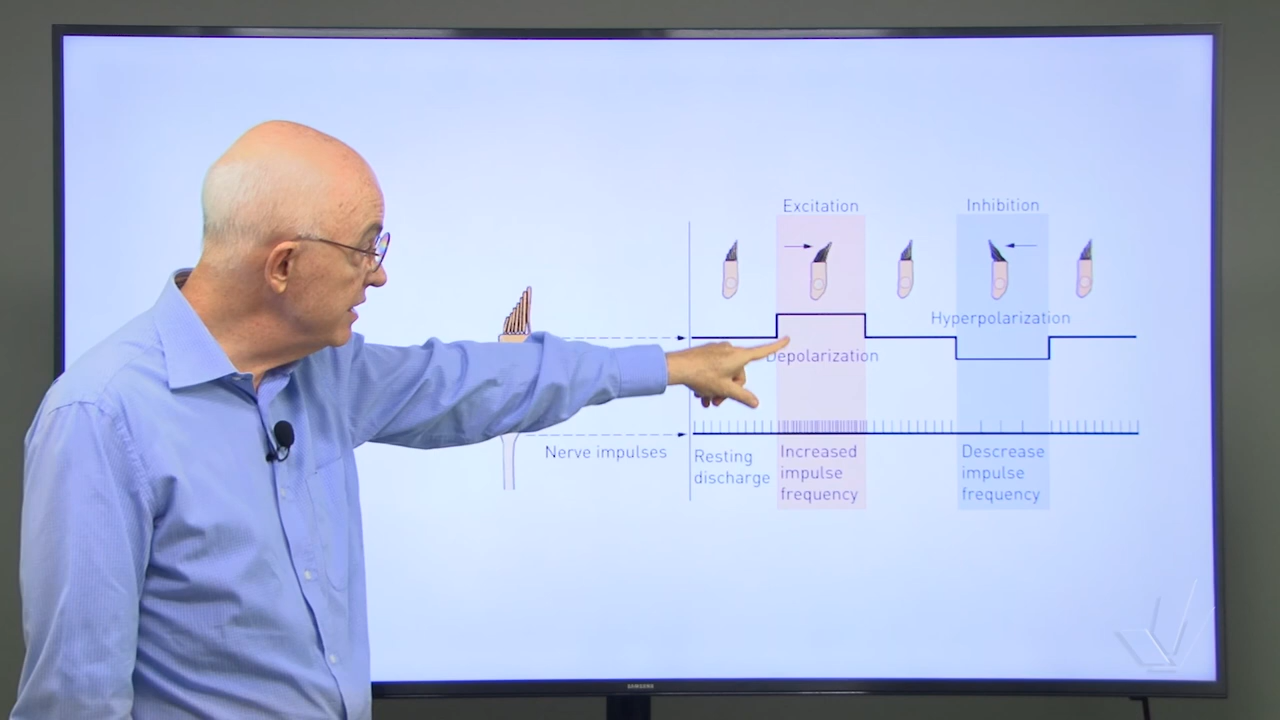 Excitation
Inhibition
Hyperpolarization
Depolarization
Nerve impulses
Resting
discharge
Increased
impulse
frequency
Descrease
impulse
frequency
SAMSUNG